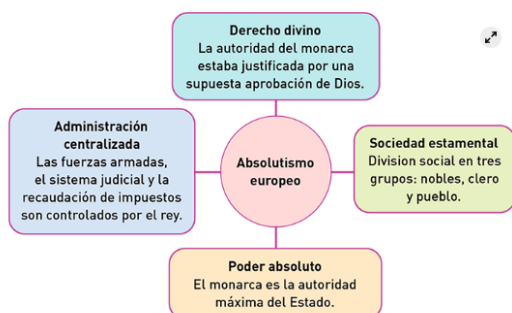 Derecho divino
La autoridad del monarca
estaba justificada por una
supuesta aprobación de Dios.
Administración
centralizada
Las fuerzas armadas,
el sistema judicial y la
recaudación de impuestos
son controlados por el rey.
Absolutismo
europeo
Sociedad estamental
Division social en tres
grupos: nobles, clero
y pueblo.
Poder absoluto
El monarca es la autoridad
máxima del Estado.